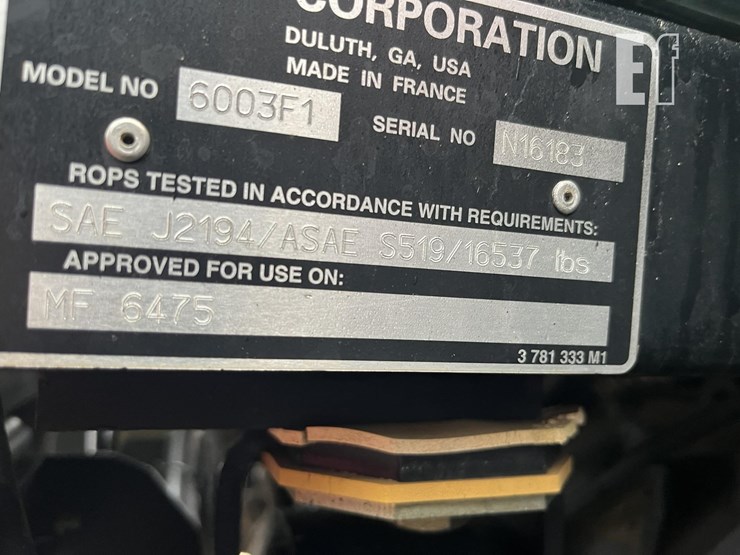 CORPORATION
DULUTH, GA, USA
MADE IN FRANCE
MODEL NO 6003F1
SERIAL NO N16183
ROPS TESTED IN ACCORDANCE WITH REQUIREMENTS:
SAE J2194/ASAE S519/16537 lbs
APPROVED FOR USE ON:
MF 6475
3 781 333 M1
Ef